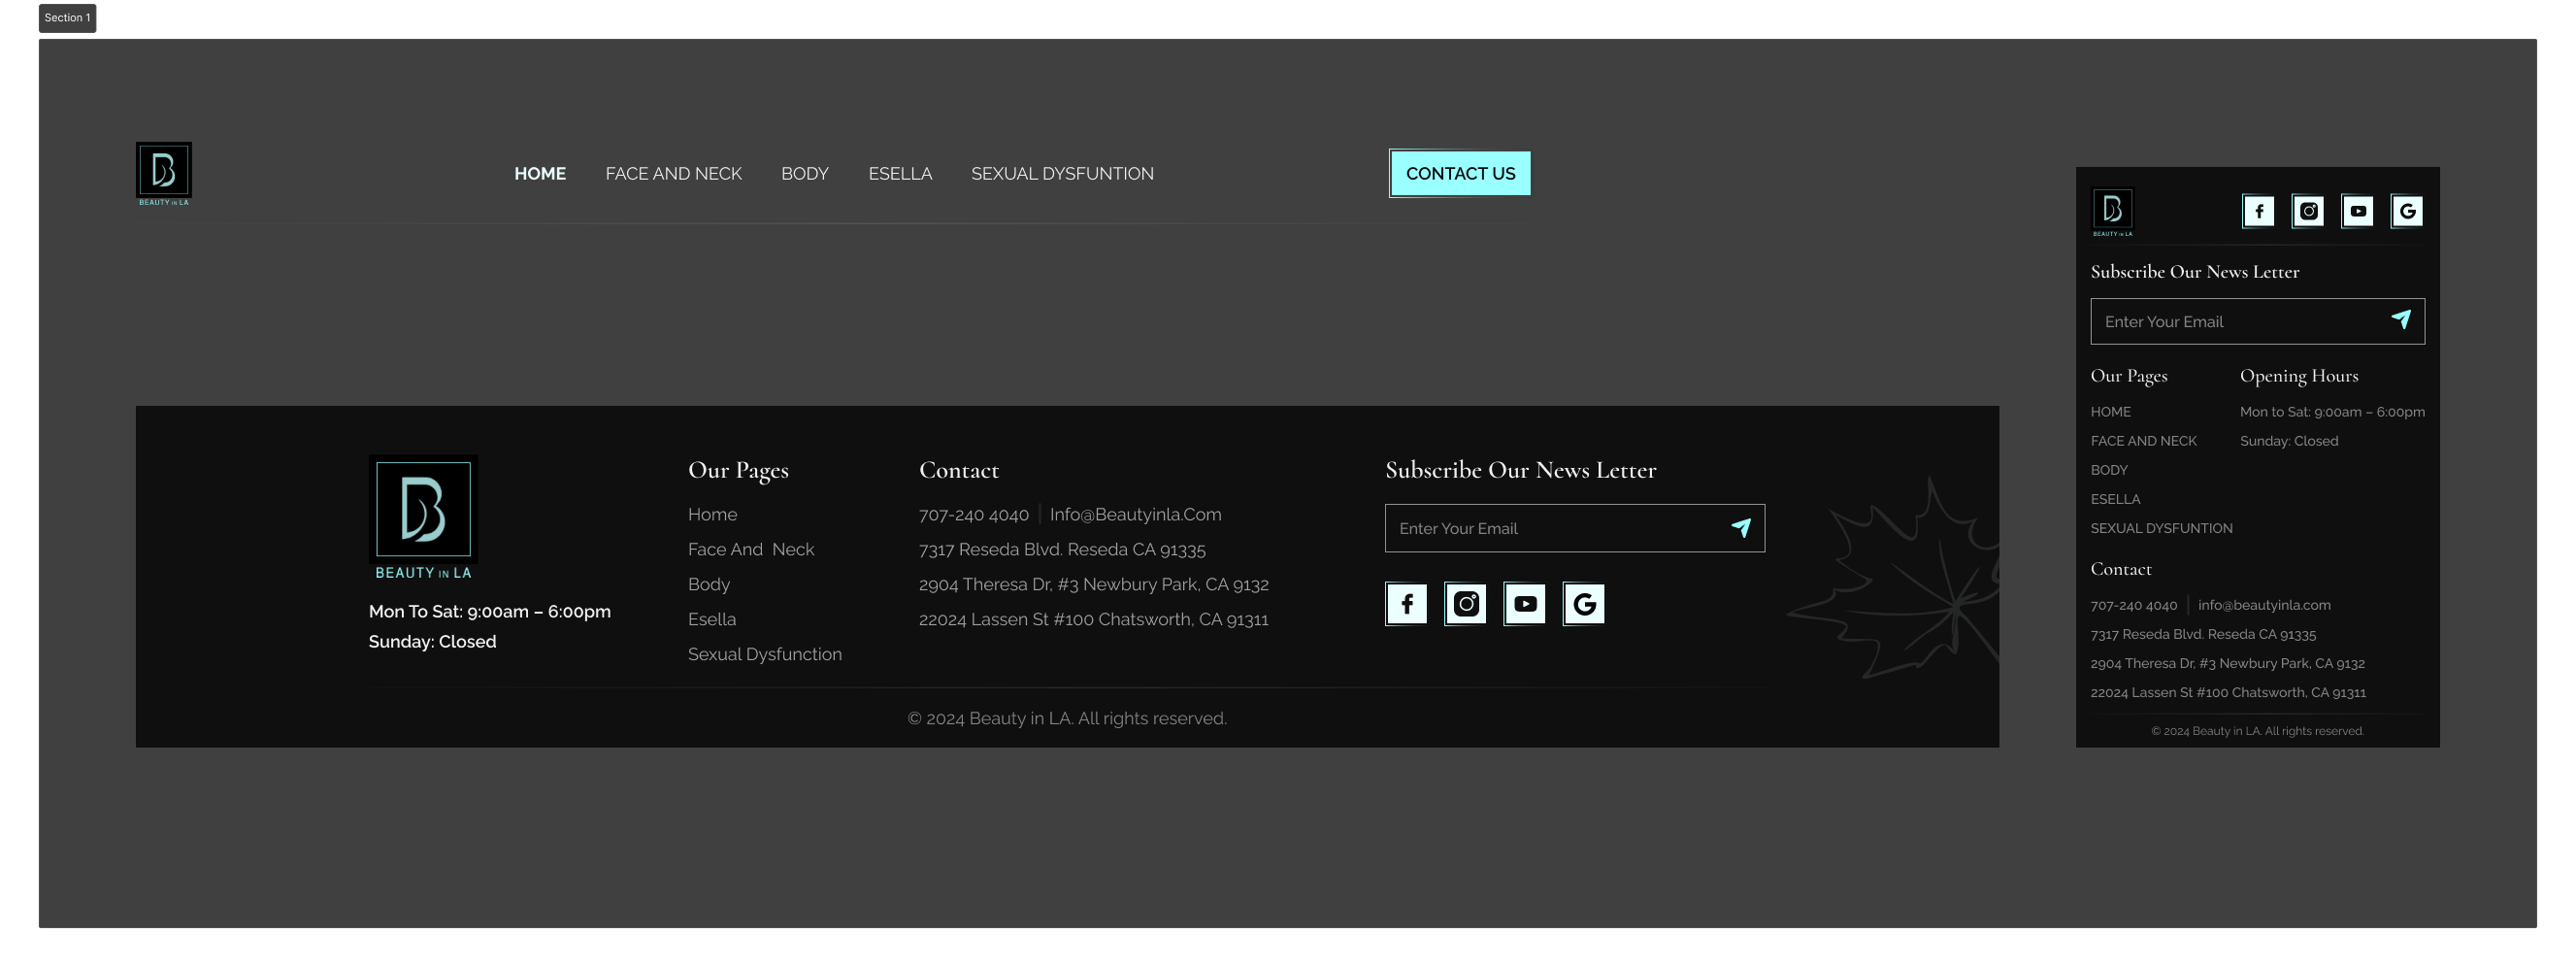 Section 1
BEAUTY IN LA
HOME FACE AND NECK BODY ESELLA SEXUAL DYSFUNTION
CONTACT US
BEAUTY IN LA
Mon To Sat: 9:00am – 6:00pm
Sunday: Closed
Our Pages
Home
Face And Neck
Body
Esella
Sexual Dysfunction
Contact
707-240 4040 | Info@Beautyinla.Com
7317 Reseda Blvd. Reseda CA 91335
2904 Theresa Dr, #3 Newbury Park, CA 9132
22024 Lassen St #100 Chatsworth, CA 91311
Subscribe Our News Letter
Enter Your Email
© 2024 Beauty in LA. All rights reserved.
BEAUTY IN LA
Subscribe Our News Letter
Enter Your Email
Our Pages
HOME
FACE AND NECK
BODY
ESELLA
SEXUAL DYSFUNTION
Opening Hours
Mon to Sat: 9:00am – 6:00pm
Sunday: Closed
Contact
707-240 4040 | info@beautyinla.com
7317 Reseda Blvd. Reseda CA 91335
2904 Theresa Dr, #3 Newbury Park, CA 9132
22024 Lassen St #100 Chatsworth, CA 91311
© 2024 Beauty in LA. All rights reserved.